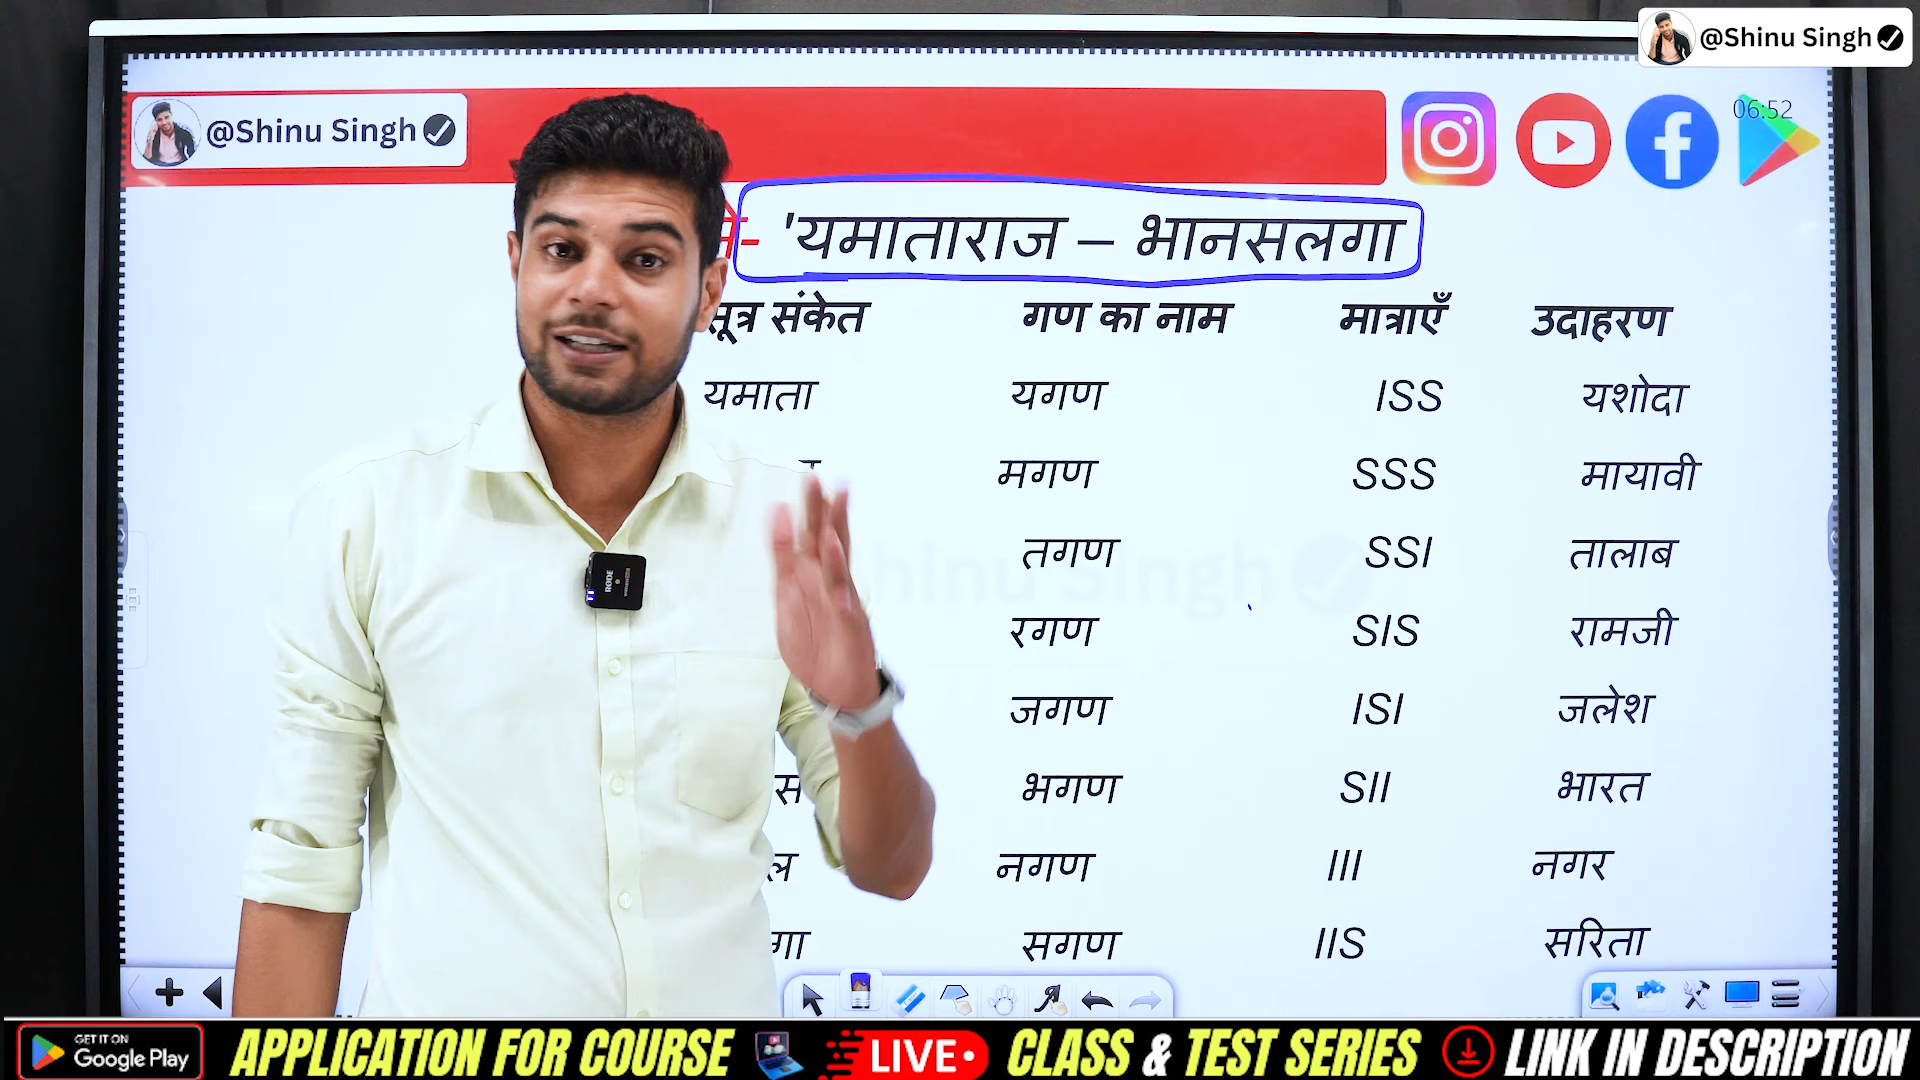 @Shinu Singh
06:52
@Shinu Singh
'यमाताराज – भानसलगा
सूत्र संकेत गण का नाम मात्राएँ उदाहरण
यमाता यगण ISS यशोदा
मगण SSS मायावी
तगण SSI तालाब
रगण SIS रामजी
जगण ISI जलेश
भगण SII भारत
नगण III नगर
सगण IIS सरिता
RODE
GET IT ON
Google Play
APPLICATION FOR COURSE LIVE CLASS & TEST SERIES LINK IN DESCRIPTION